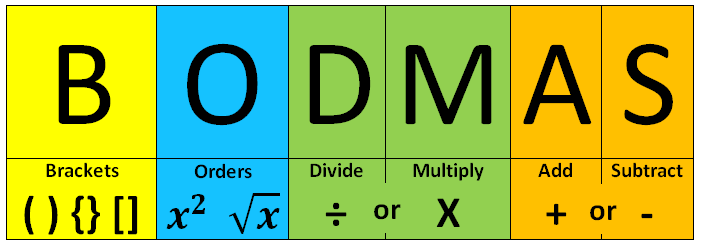 B O D M A S
Brackets Orders Divide Multiply Add Subtract
( ) {} [] x² √x ÷ or X + or -